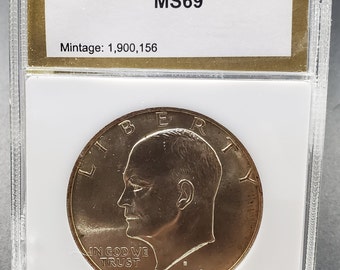 MS69
Mintage: 1,900,156
LIBERTY
IN GOD WE
TRUST
S